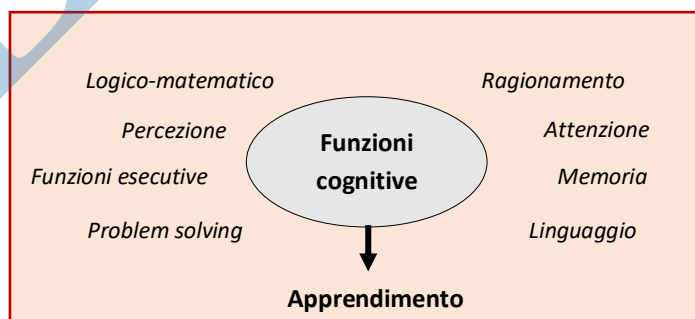 Logico-matematico
Ragionamento
Percezione
Attenzione
Funzioni
cognitive
Funzioni esecutive
Memoria
Problem solving
Linguaggio
Apprendimento